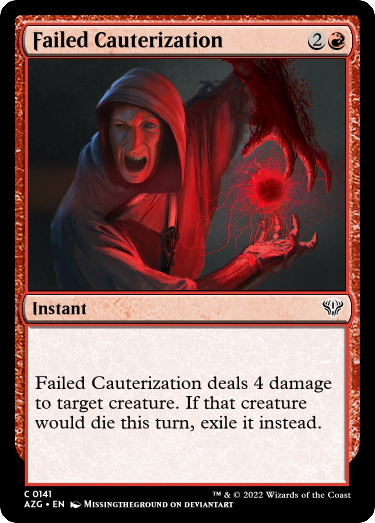 Failed Cauterization 2
Instant
Failed Cauterization deals 4 damage
to target creature. If that creature
would die this turn, exile it instead.
C 0141
AZG • EN Missingtheground on deviantart
™ & © 2022 Wizards of the Coast